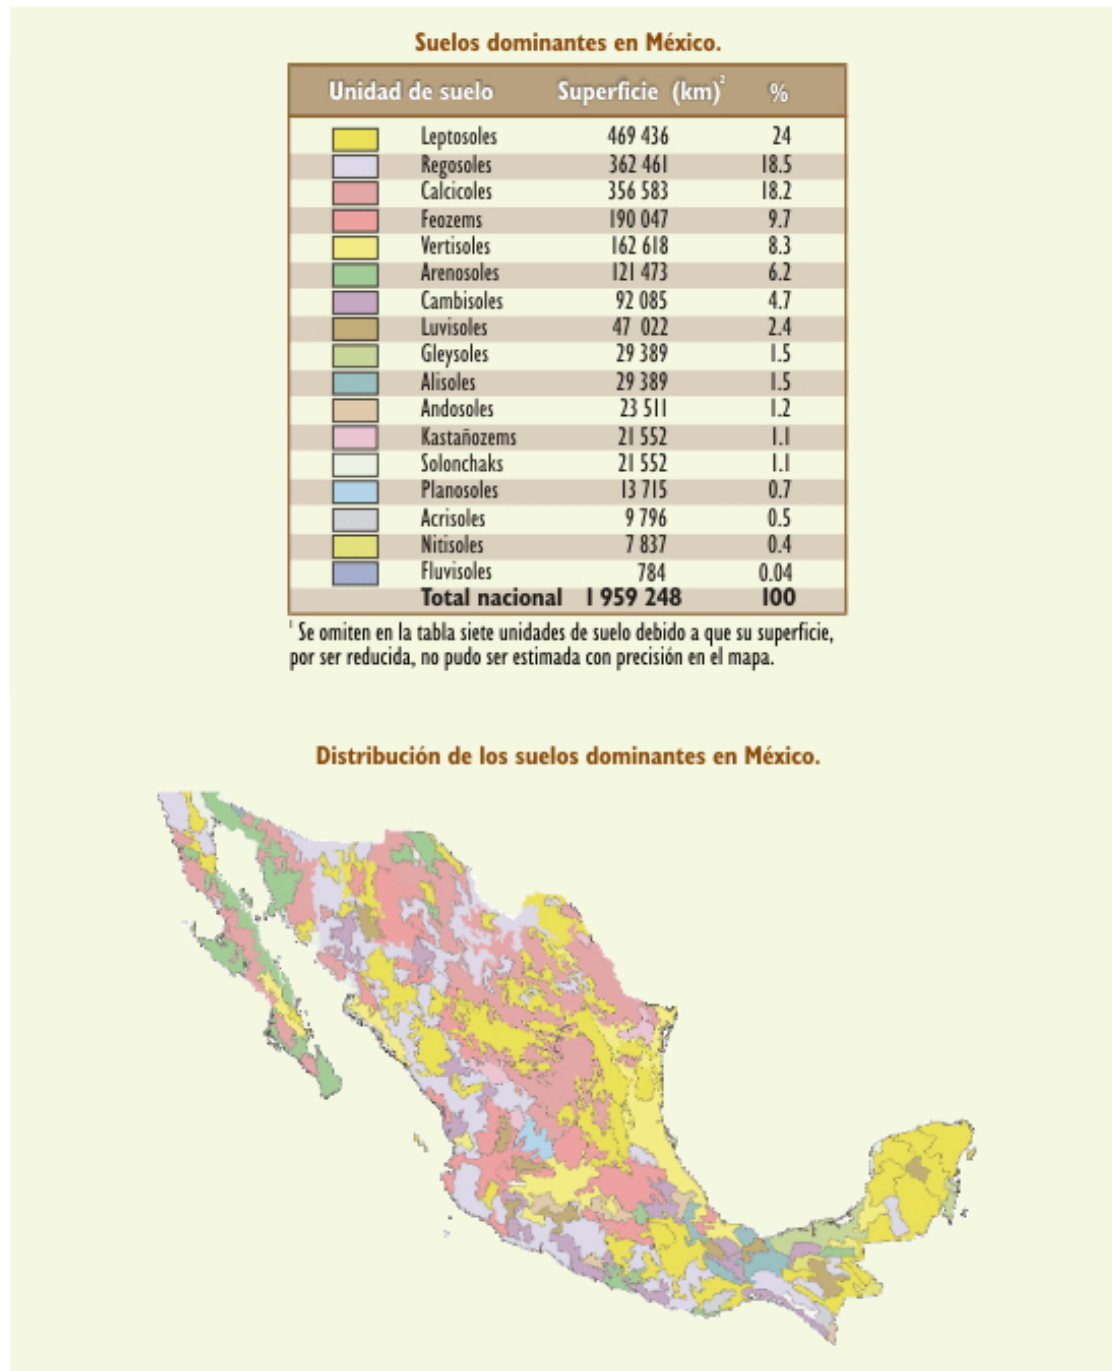 Suelos dominantes en México.
Unidad de suelo Superficie (km)² %
Leptosoles 469 436 24
Regosoles 362 461 18.5
Calcicoles 356 583 18.2
Feozems 190 047 9.7
Vertisoles 162 618 8.3
Arenosoles 121 473 6.2
Cambisoles 92 085 4.7
Luvisoles 47 022 2.4
Gleysoles 29 389 1.5
Alisoles 29 389 1.5
Andosoles 23 511 1.2
Kastañozems 21 552 1.1
Solonchaks 21 552 1.1
Planosoles 13 715 0.7
Acrisoles 9 796 0.5
Nitisoles 7 837 0.4
Fluvisoles 784 0.04
Total nacional 1 959 248 100
¹ Se omiten en la tabla siete unidades de suelo debido a que su superficie,
por ser reducida, no pudo ser estimada con precisión en el mapa.
Distribución de los suelos dominantes en México.